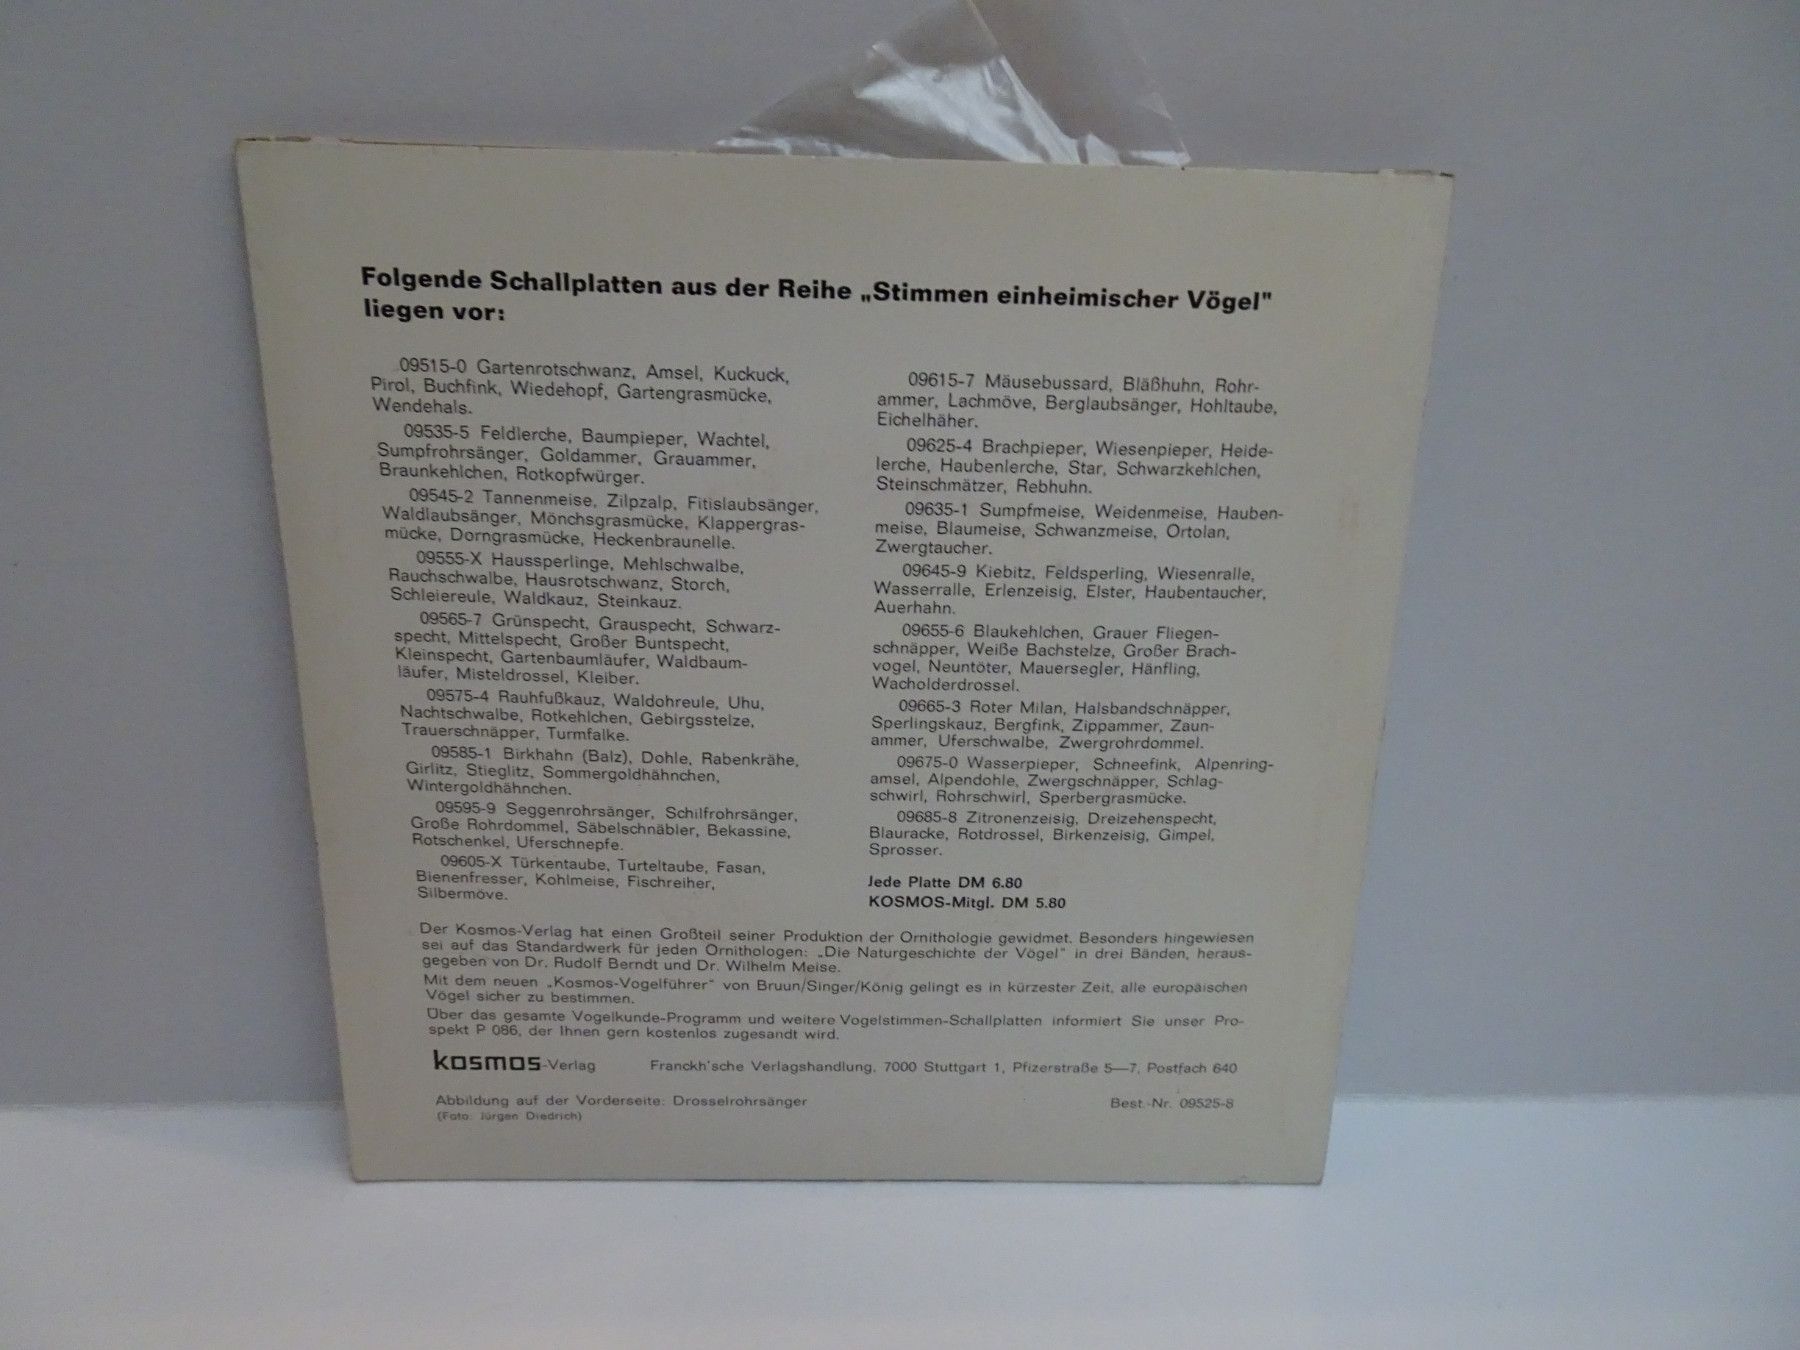 Folgende Schallplatten aus der Reihe „Stimmen einheimischer Vögel"
liegen vor:
09515-0 Gartenrotschwanz, Amsel, Kuckuck,
Pirol, Buchfink, Wiedehopf, Gartengrasmücke,
Wendehals.
09535-5 Feldlerche, Baumpieper, Wachtel,
Sumpfrohrsänger, Goldammer, Grauammer,
Braunkehlchen, Rotkopfwürger.
09545-2 Tannenmeise, Zilpzalp, Fitislaubsänger,
Waldlaubsänger, Mönchsgrasmücke, Klappergras-
mücke, Dorngrasmücke, Heckenbraunelle.
09555-X Haussperlinge, Mehlschwalbe,
Rauchschwalbe, Hausrotschwanz, Storch,
Schleiereule, Waldkauz, Steinkauz.
09565-7 Grünspecht, Grauspecht, Schwarz-
specht, Mittelspecht, Großer Buntspecht,
Kleinspecht, Gartenbaumläufer, Waldbaum-
läufer, Misteldrossel, Kleiber.
09575-4 Rauhfußkauz, Waldohreule, Uhu,
Nachtschwalbe, Rotkehlchen, Gebirgsstelze,
Trauerschnäpper, Turmfalke.
09585-1 Birkhahn (Balz), Dohle, Rabenkrähe,
Girlitz, Stieglitz, Sommergoldhähnchen,
Wintergoldhähnchen.
09595-9 Seggenrohrsänger, Schilfrohrsänger,
Große Rohrdommel, Säbelschnäbler, Bekassine,
Rotschenkel, Uferschnepfe.
09605-X Türkentaube, Turteltaube, Fasan,
Bienenfresser, Kohlmeise, Fischreiher,
Silbermöve.
09615-7 Mäusebussard, Bläßhuhn, Rohr-
ammer, Lachmöve, Berglaubsänger, Hohltaube,
Eichelhäher.
09625-4 Brachpieper, Wiesenpieper, Heide-
lerche, Haubenlerche, Star, Schwarzkehlchen,
Steinschmätzer, Rebhuhn.
09635-1 Sumpfmeise, Weidenmeise, Hauben-
meise, Blaumeise, Schwanzmeise, Ortolan,
Zwergtaucher.
09645-9 Kiebitz, Feldsperling, Wiesenralle,
Wasserralle, Erlenzeisig, Elster, Haubentaucher,
Auerhahn.
09655-6 Blaukehlchen, Grauer Fliegen-
schnäpper, Weiße Bachstelze, Großer Brach-
vogel, Neuntöter, Mauersegler, Hänfling,
Wacholderdrossel.
09665-3 Roter Milan, Halsbandschnäpper,
Sperlingskauz, Bergfink, Zippammer, Zaun-
ammer, Uferschwalbe, Zwergrohrdommel.
09675-0 Wasserpieper, Schneefink, Alpenring-
amsel, Alpendohle, Zwergschnäpper, Schlag-
schwirl, Rohrschwirl, Sperbergrasmücke.
09685-8 Zitronenzeisig, Dreizehenspecht,
Blauracke, Rotdrossel, Birkenzeisig, Gimpel,
Sprosser.
Jede Platte DM 6.80
KOSMOS-Mitgl. DM 5.80
Der Kosmos-Verlag hat einen Großteil seiner Produktion der Ornithologie gewidmet. Besonders hingewiesen
sei auf das Standardwerk für jeden Ornithologen: „Die Naturgeschichte der Vögel" in drei Bänden, heraus-
gegeben von Dr. Rudolf Berndt und Dr. Wilhelm Meise.
Mit dem neuen „Kosmos-Vogelführer" von Bruun/Singer/König gelingt es in kürzester Zeit, alle europäischen
Vögel sicher zu bestimmen.
Über das gesamte Vogelkunde-Programm und weitere Vogelstimmen-Schallplatten informiert Sie unser Pro-
spekt P 086, der Ihnen gern kostenlos zugesandt wird.
kosmos-Verlag Franckh'sche Verlagshandlung, 7000 Stuttgart 1, Pfizerstraße 5—7, Postfach 640
Abbildung auf der Vorderseite: Drosselrohrsänger Best.-Nr. 09525-8
(Foto: Jürgen Diedrich)